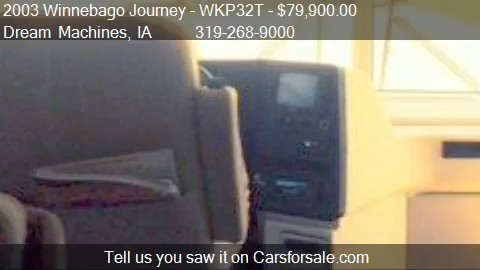 2003 Winnebago Journey - WKP32T - $79,900.00
Dream Machines, IA 319-268-9000
Tell us you saw it on Carsforsale.com